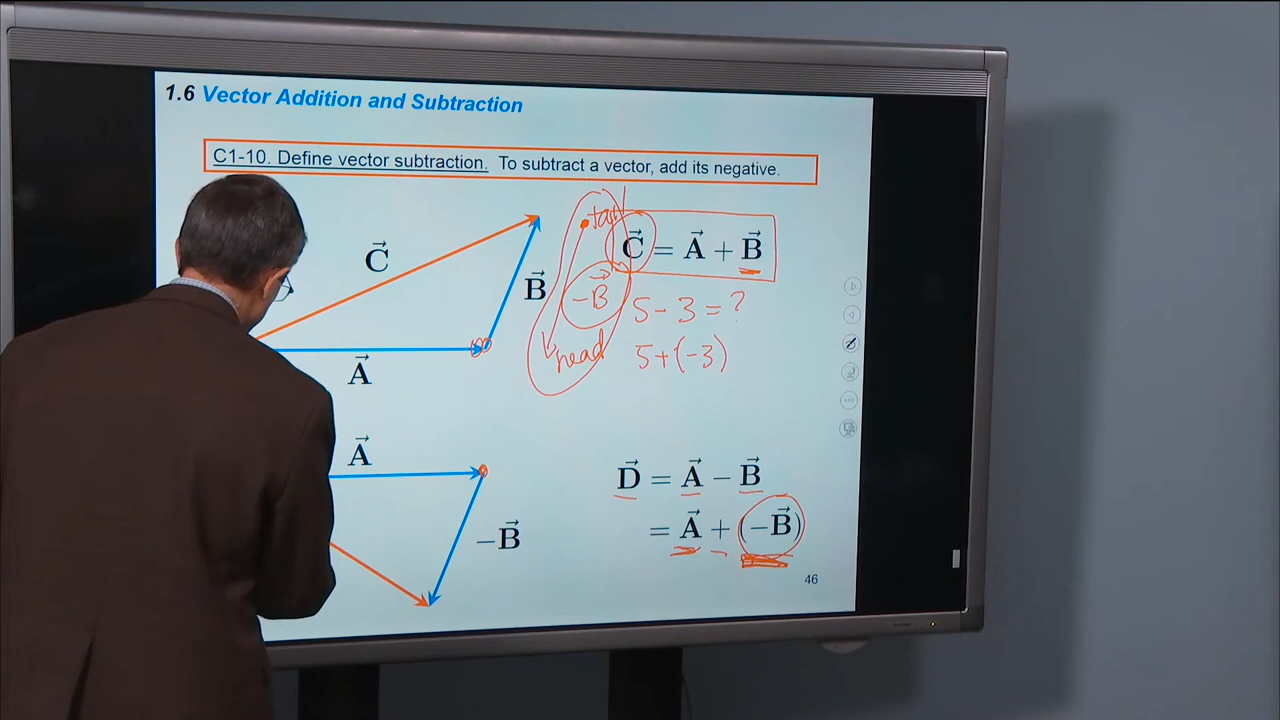 1.6 Vector Addition and Subtraction
C1-10. Define vector subtraction. To subtract a vector, add its negative.
C⃗
tail
C⃗ = A⃗ + B⃗
B⃗
−B⃗
5 − 3 = ?
head
5 + (−3)
A⃗
A⃗
D⃗ = A⃗ − B⃗
= A⃗ + (−B⃗)
−B⃗
46